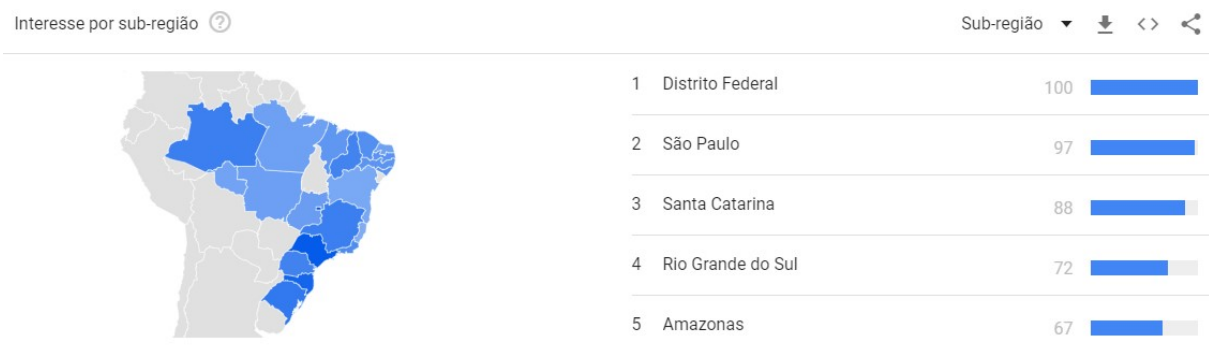 Interesse por sub-região ?
Sub-região
1 Distrito Federal 100
2 São Paulo 97
3 Santa Catarina 88
4 Rio Grande do Sul 72
5 Amazonas 67